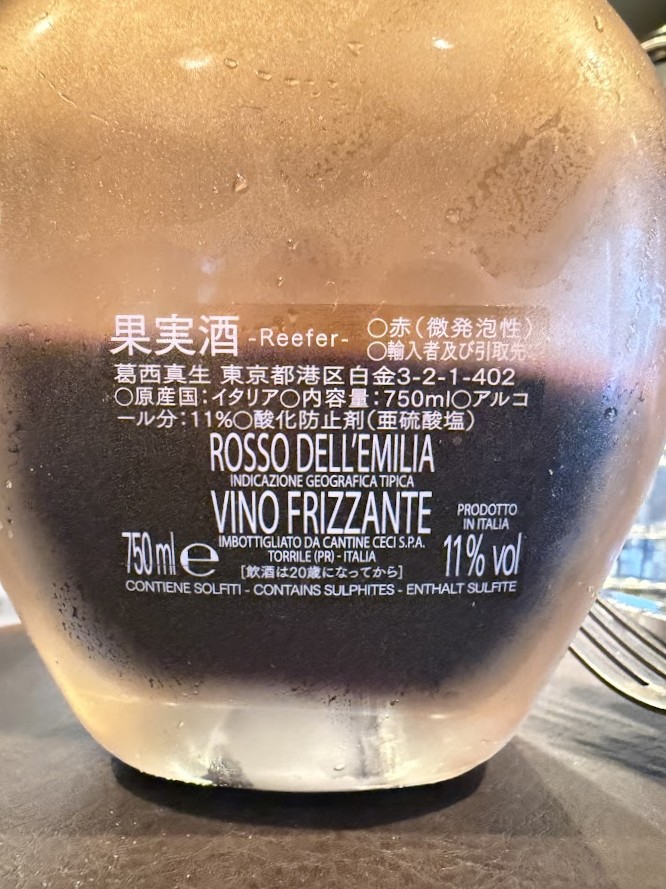 果実酒 -Reefer- ○赤(微発泡性)
○輸入者及び引取先:
葛西真生 東京都港区白金3-2-1-402
○原産国:イタリア○内容量:750ml○アルコ
ール分:11%○酸化防止剤(亜硫酸塩)
ROSSO DELL'EMILIA
INDICAZIONE GEOGRAFICA TIPICA
VINO FRIZZANTE
PRODOTTO
IN ITALIA
750 ml e
IMBOTTIGLIATO DA CANTINE CECI S.P.A.
TORRILE (PR) - ITALIA
11% vol
[飲酒は20歳になってから]
CONTIENE SOLFITI - CONTAINS SULPHITES - ENTHALT SULFITE